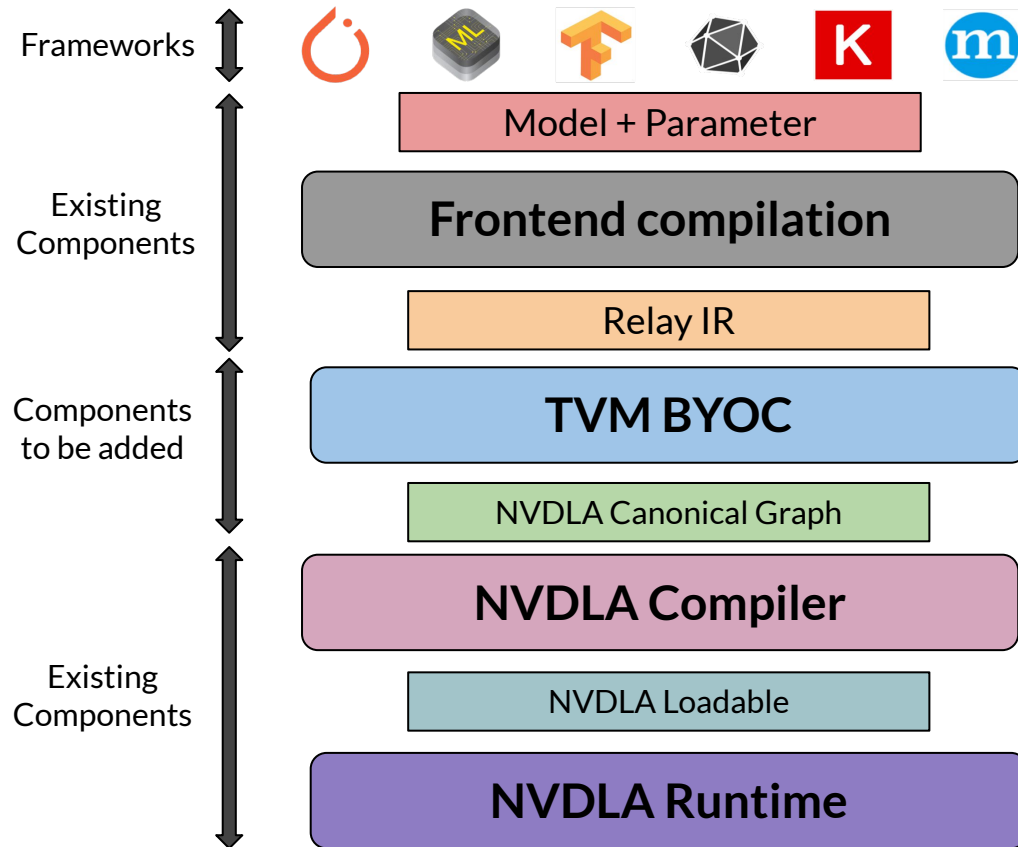 Frameworks
ML
K
m
Model + Parameter
Existing
Components
Frontend compilation
Relay IR
Components
to be added
TVM BYOC
NVDLA Canonical Graph
NVDLA Compiler
Existing
Components
NVDLA Loadable
NVDLA Runtime